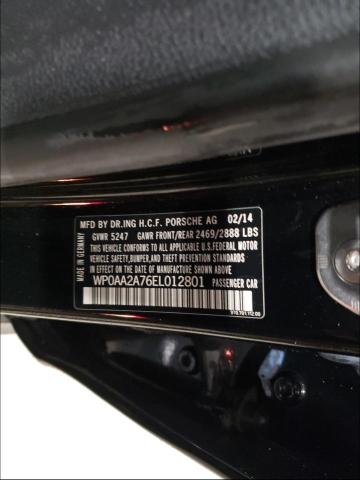 MFD BY DR.ING H.C.F. PORSCHE AG 02/14
MADE IN GERMANY
GVWR 5247 GAWR FRONT/REAR 2469/2888 LBS
THIS VEHICLE CONFORMS TO ALL APPLICABLE U.S.FEDERAL MOTOR
VEHICLE SAFETY,BUMPER, AND THEFT PREVENTION STANDARDS
IN EFFECT ON THE DATE OF MANUFACTURE SHOWN ABOVE.
WP0AA2A76EL012801 PASSENGER CAR